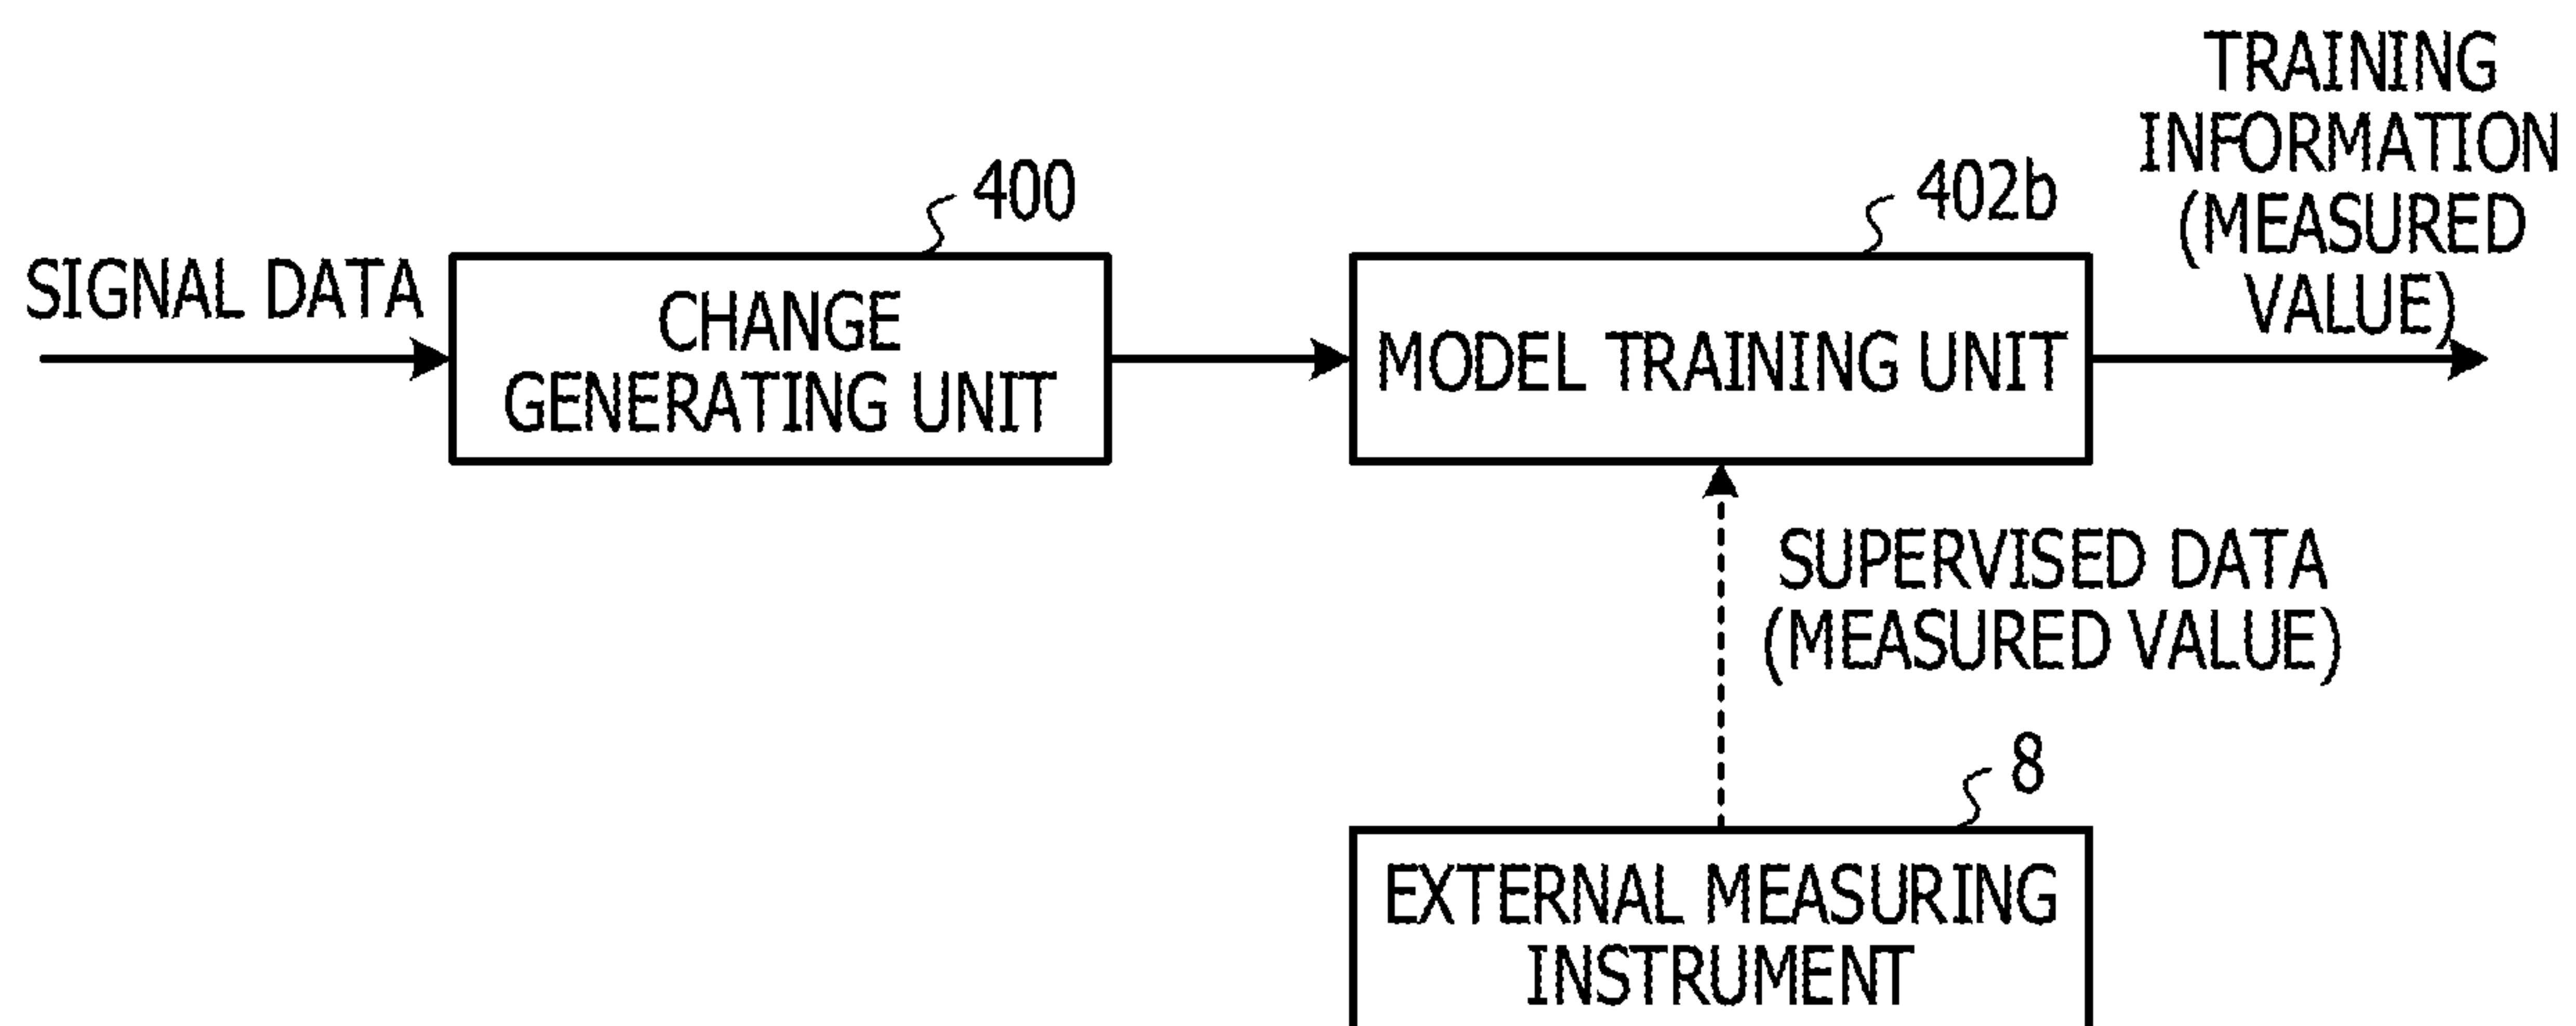 TRAINING
INFORMATION
(MEASURED
VALUE)
400
402b
SIGNAL DATA
CHANGE
GENERATING UNIT
MODEL TRAINING UNIT
SUPERVISED DATA
(MEASURED VALUE)
8
EXTERNAL MEASURING
INSTRUMENT